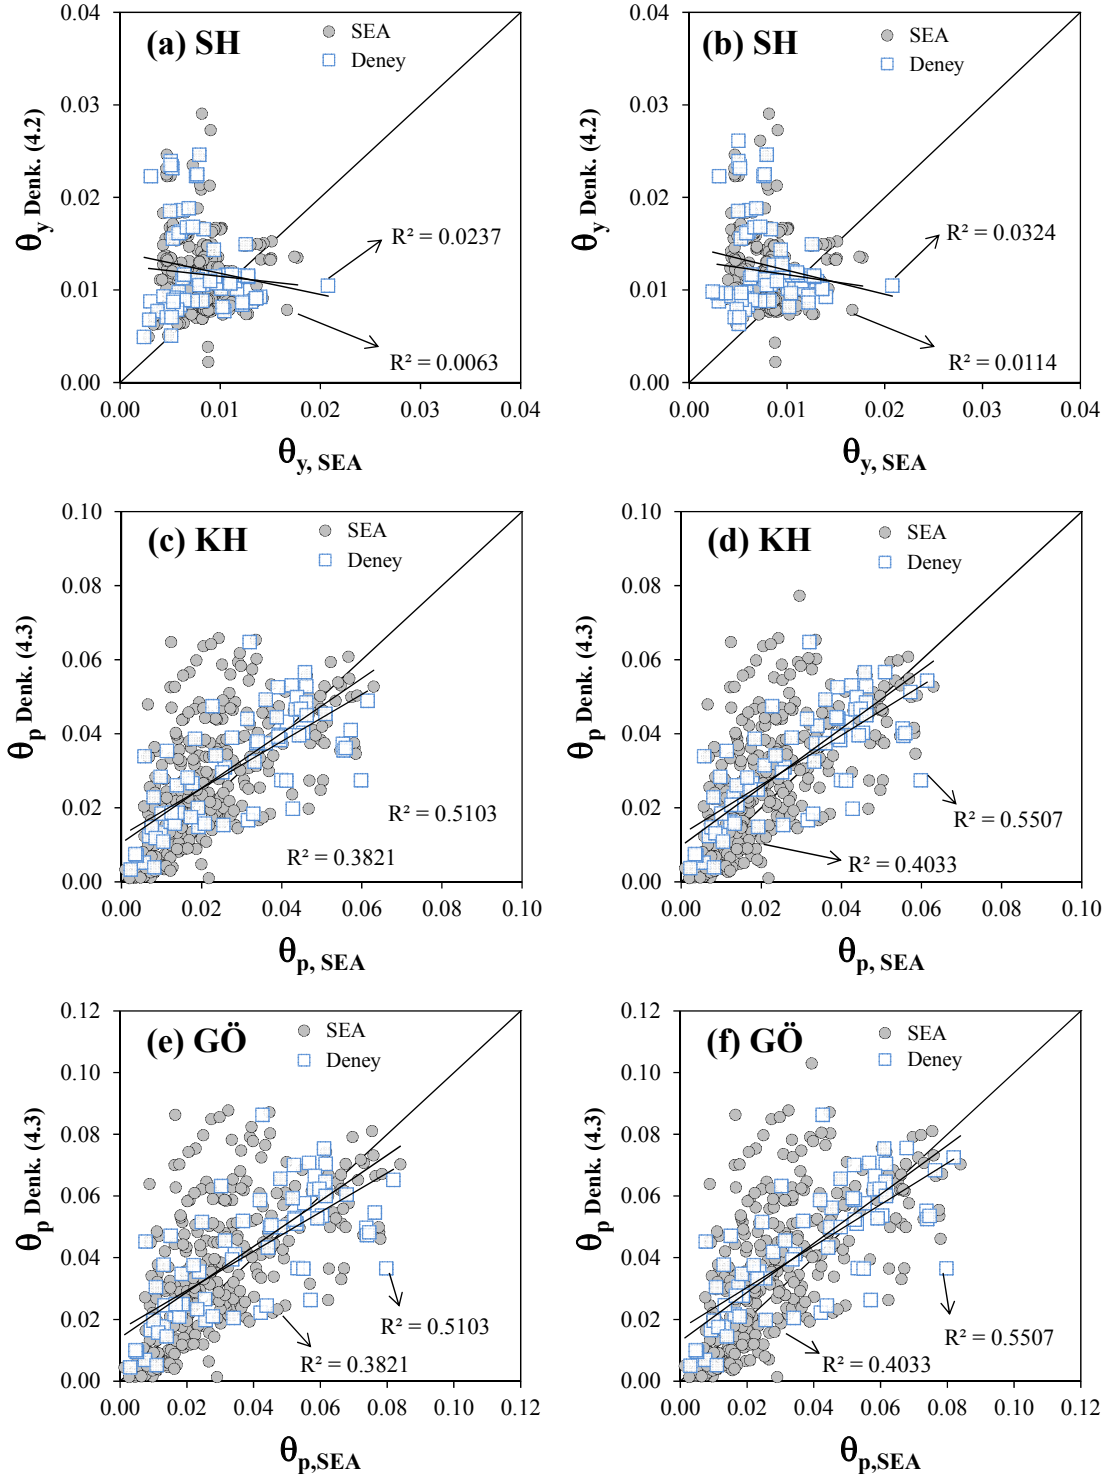 (a) SH
SEA
Deney
0.04
0.03
0.02
0.01
0.00
θy Denk. (4.2)
R² = 0.0237
R² = 0.0063
0.00 0.01 0.02 0.03 0.04
θy, SEA
(b) SH
SEA
Deney
0.04
0.03
0.02
0.01
0.00
θy Denk. (4.2)
R² = 0.0324
R² = 0.0114
0.00 0.01 0.02 0.03 0.04
θy, SEA
(c) KH
SEA
Deney
0.10
0.08
0.06
0.04
0.02
0.00
θp Denk. (4.3)
R² = 0.5103
R² = 0.3821
0.00 0.02 0.04 0.06 0.08 0.10
θp, SEA
(d) KH
SEA
Deney
0.10
0.08
0.06
0.04
0.02
0.00
θp Denk. (4.3)
R² = 0.5507
R² = 0.4033
0.00 0.02 0.04 0.06 0.08 0.10
θp, SEA
(e) GÖ
SEA
Deney
0.12
0.10
0.08
0.06
0.04
0.02
0.00
θp Denk. (4.3)
R² = 0.5103
R² = 0.3821
0.00 0.02 0.04 0.06 0.08 0.10 0.12
θp,SEA
(f) GÖ
SEA
Deney
0.12
0.10
0.08
0.06
0.04
0.02
0.00
θp Denk. (4.3)
R² = 0.5507
R² = 0.4033
0.00 0.02 0.04 0.06 0.08 0.10 0.12
θp,SEA